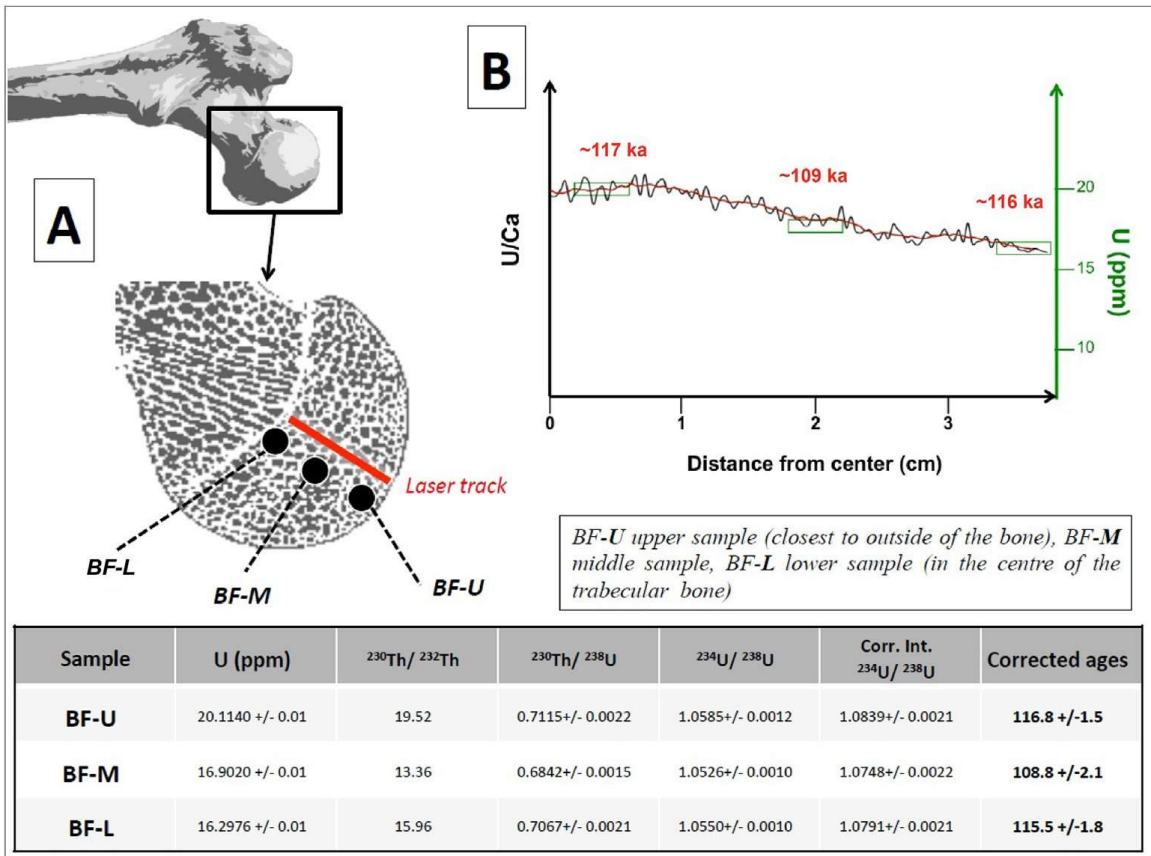 A
BF-L
BF-M
BF-U
Laser track
B
U/Ca
~117 ka
~109 ka
~116 ka
20
15
10
U (ppm)
0 1 2 3
Distance from center (cm)
BF-U upper sample (closest to outside of the bone), BF-M
middle sample, BF-L lower sample (in the centre of the
trabecular bone)
Sample U (ppm) ²³⁰Th/ ²³²Th ²³⁰Th/ ²³⁸U ²³⁴U/ ²³⁸U Corr. Int. ²³⁴U/ ²³⁸U Corrected ages
BF-U 20.1140 +/- 0.01 19.52 0.7115+/- 0.0022 1.0585+/- 0.0012 1.0839+/- 0.0021 116.8 +/-1.5
BF-M 16.9020 +/- 0.01 13.36 0.6842+/- 0.0015 1.0526+/- 0.0010 1.0748+/- 0.0022 108.8 +/-2.1
BF-L 16.2976 +/- 0.01 15.96 0.7067+/- 0.0021 1.0550+/- 0.0010 1.0791+/- 0.0021 115.5 +/-1.8